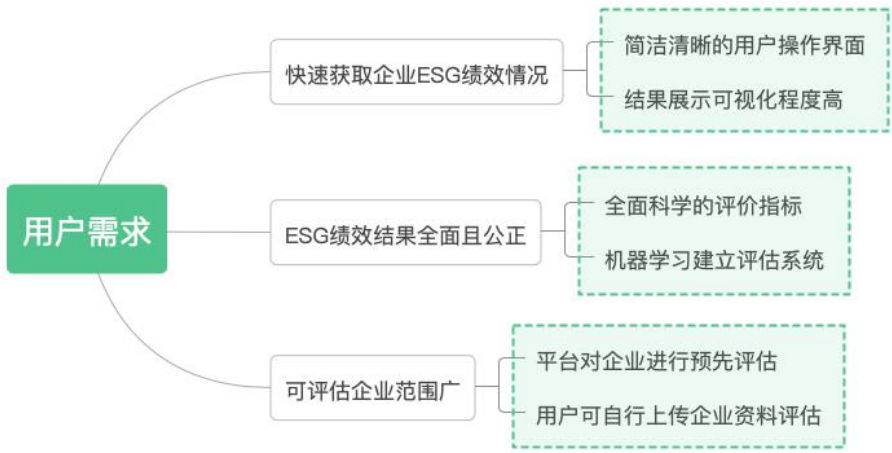 用户需求
快速获取企业ESG绩效情况
简洁清晰的用户操作界面
结果展示可视化程度高
ESG绩效结果全面且公正
全面科学的评价指标
机器学习建立评估系统
可评估企业范围广
平台对企业进行预先评估
用户可自行上传企业资料评估